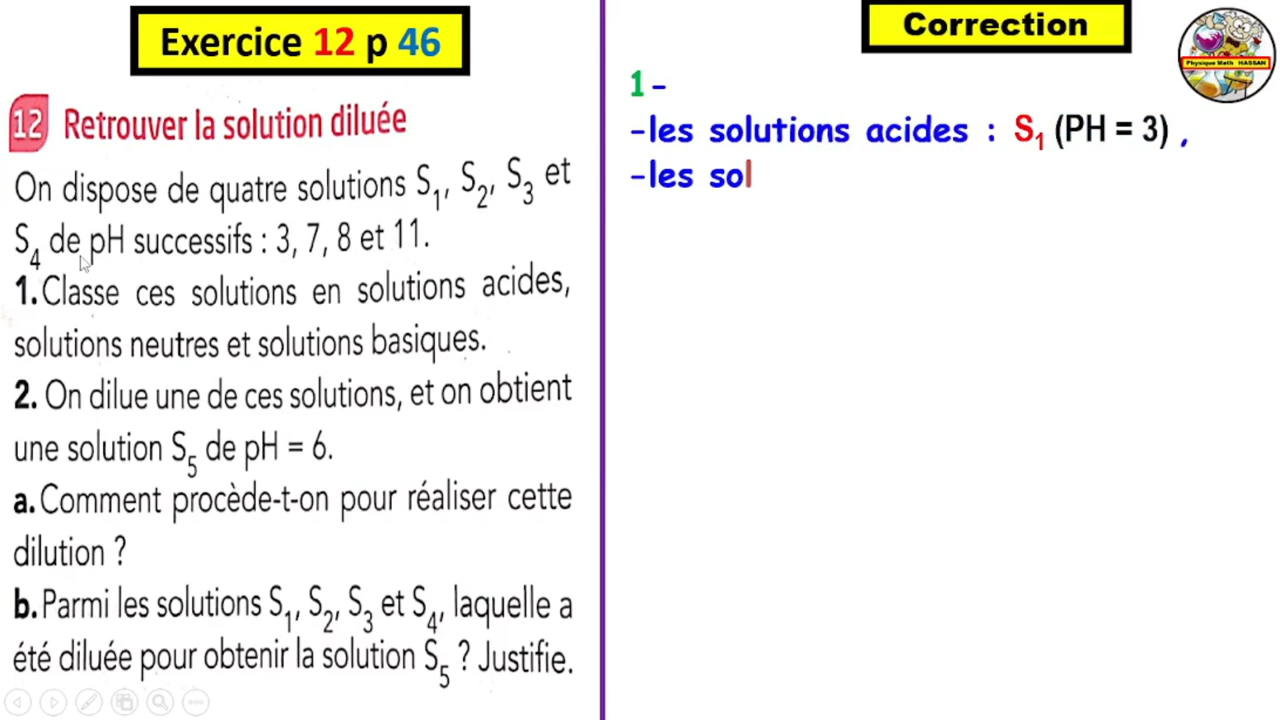 Exercice 12 p 46
12 Retrouver la solution diluée
On dispose de quatre solutions S1, S2, S3 et
S4 de pH successifs : 3, 7, 8 et 11.
1.Classe ces solutions en solutions acides,
solutions neutres et solutions basiques.
2. On dilue une de ces solutions, et on obtient
une solution S5 de pH = 6.
a.Comment procède-t-on pour réaliser cette
dilution ?
b.Parmi les solutions S1, S2, S3 et S4, laquelle a
été diluée pour obtenir la solution S5 ? Justifie.
Correction
Physique Math HASSAN
1-
-les solutions acides : S1 (PH = 3) ,
-les sol